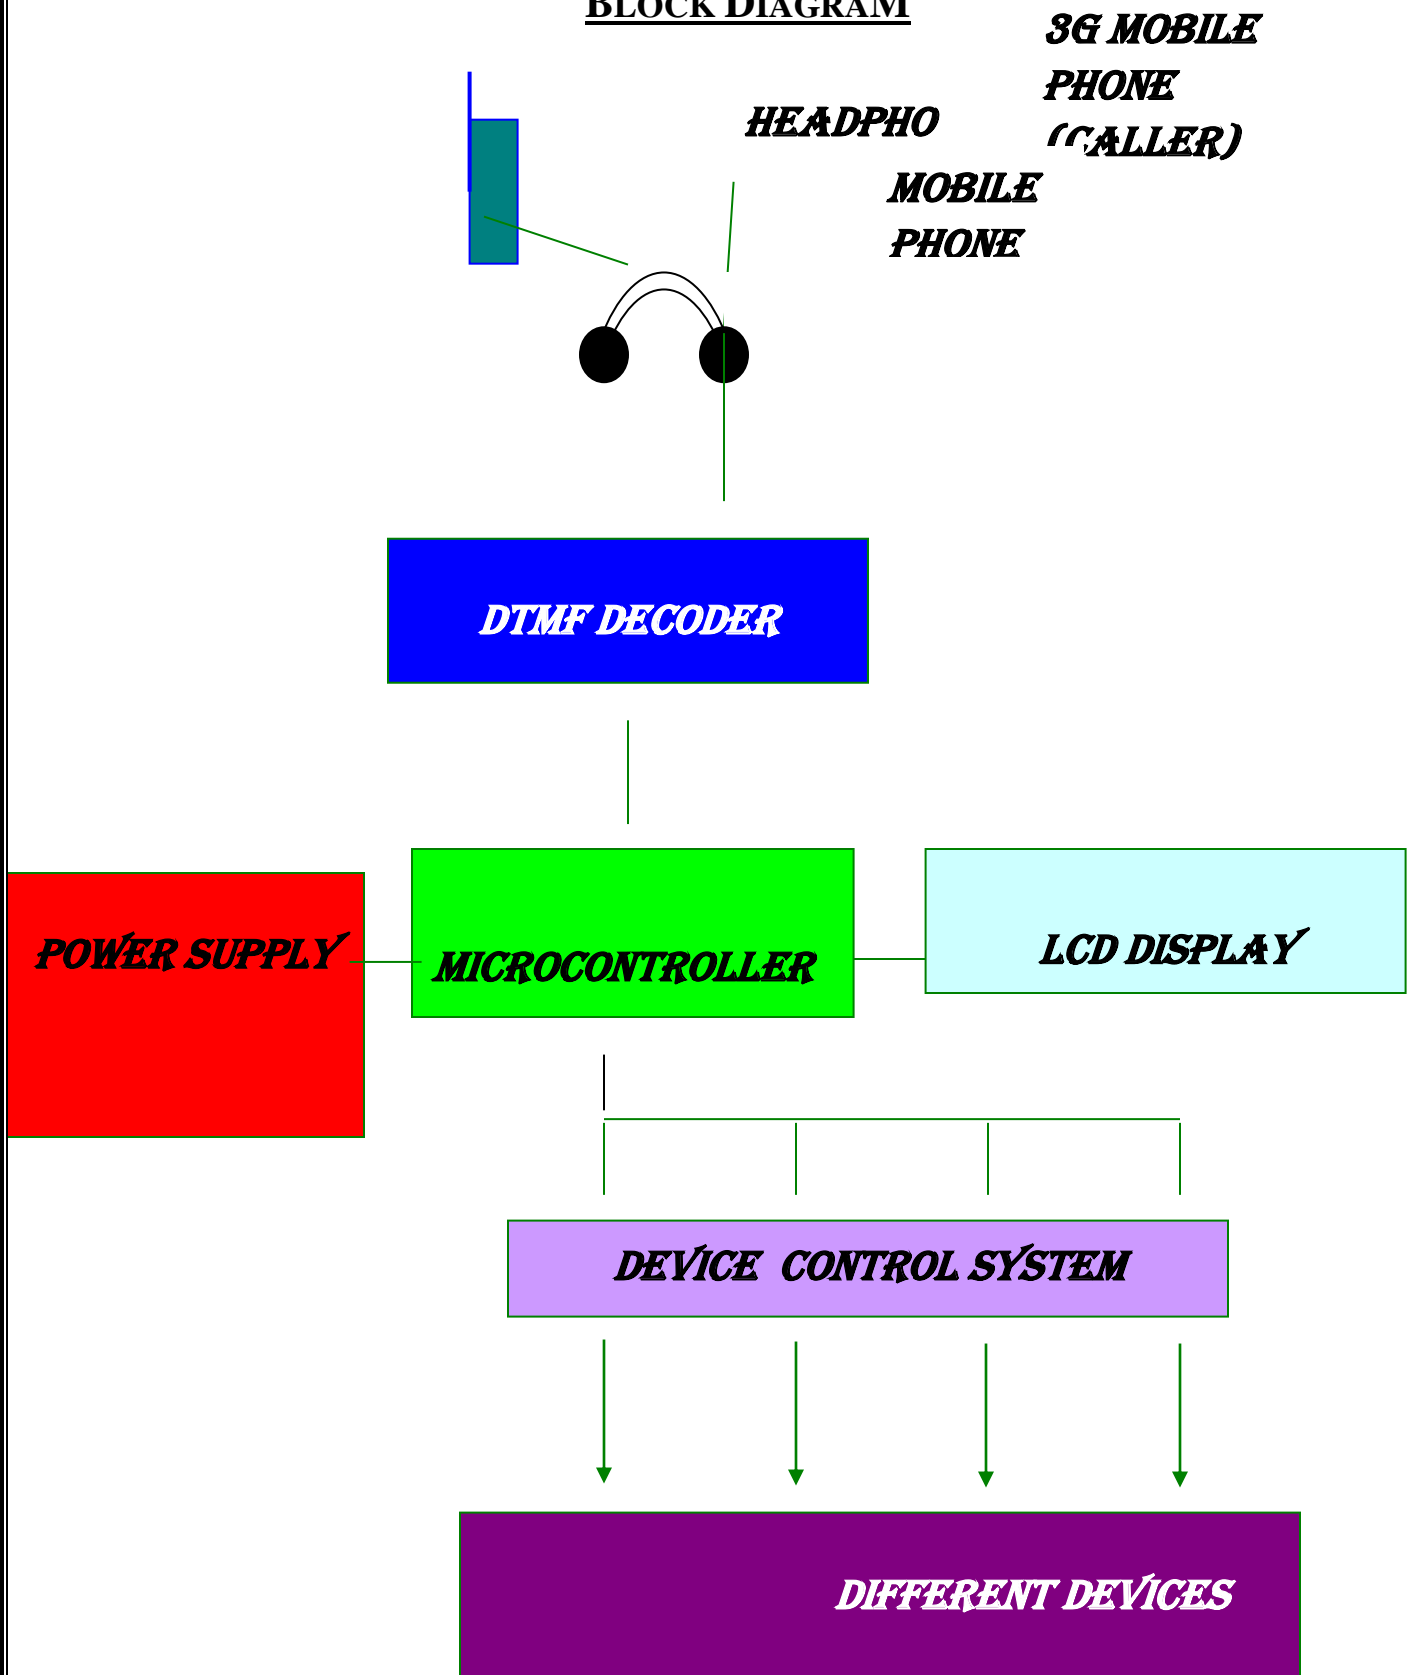 BLOCK DIAGRAM
3G MOBILE
PHONE
(CALLER)
HEADPHO
MOBILE
PHONE
DTMF DECODER
POWER SUPPLY
MICROCONTROLLER
LCD DISPLAY
DEVICE CONTROL SYSTEM
DIFFERENT DEVICES